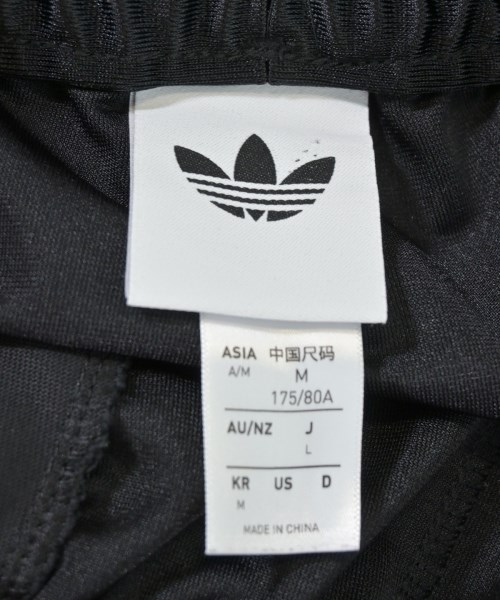 ASIA 中国尺码
A/M M
175/80A
AU/NZ J
L
KR US D
M
MADE IN CHINA